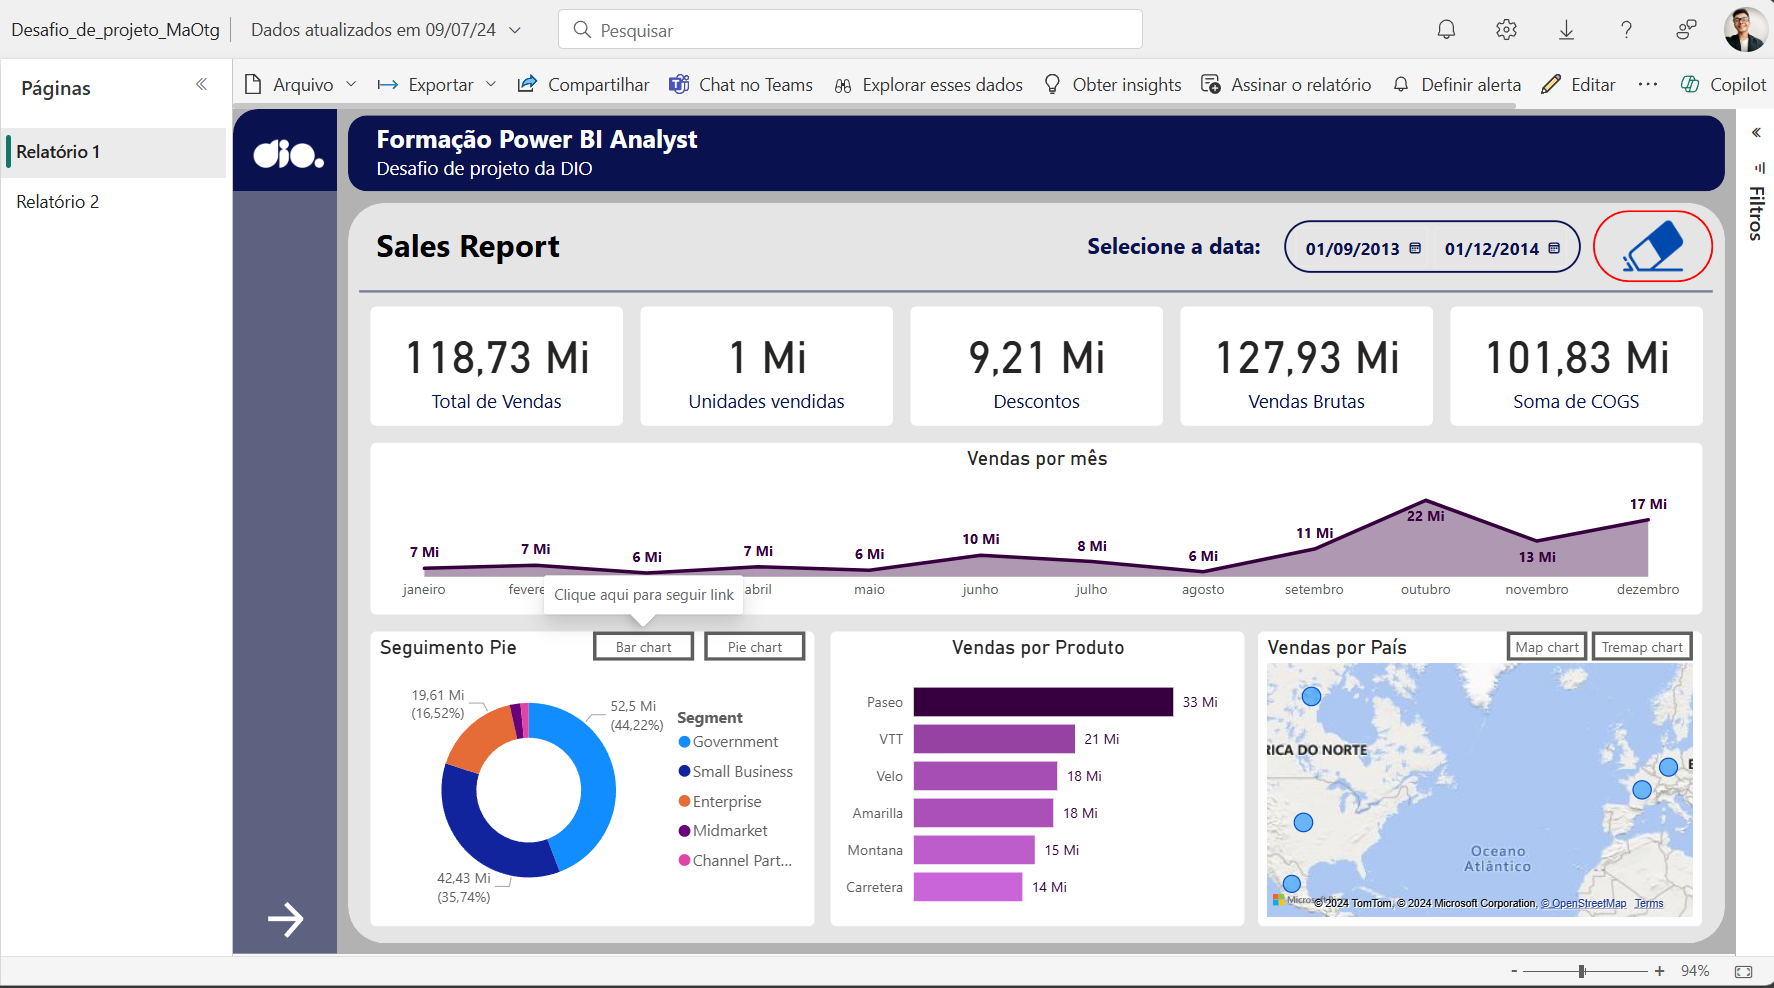 Desafio_de_projeto_MaOtg
Dados atualizados em 09/07/24
Pesquisar
Páginas
Relatório 1
Relatório 2
Arquivo
Exportar
Compartilhar
Chat no Teams
Explorar esses dados
Obter insights
Assinar o relatório
Definir alerta
Editar
Copilot
Filtros
dio.
Formação Power BI Analyst
Desafio de projeto da DIO
Sales Report
Selecione a data:
01/09/2013
01/12/2014
118,73 Mi
Total de Vendas
1 Mi
Unidades vendidas
9,21 Mi
Descontos
127,93 Mi
Vendas Brutas
101,83 Mi
Soma de COGS
Vendas por mês
7 Mi
7 Mi
6 Mi
7 Mi
6 Mi
10 Mi
8 Mi
6 Mi
11 Mi
22 Mi
13 Mi
17 Mi
janeiro
fevere
abril
maio
junho
julho
agosto
setembro
outubro
novembro
dezembro
Clique aqui para seguir link
Seguimento Pie
Bar chart
Pie chart
19,61 Mi
(16,52%)
52,5 Mi
(44,22%)
42,43 Mi
(35,74%)
Segment
Government
Small Business
Enterprise
Midmarket
Channel Part...
Vendas por Produto
Paseo
33 Mi
VTT
21 Mi
Velo
18 Mi
Amarilla
18 Mi
Montana
15 Mi
Carretera
14 Mi
Vendas por País
Map chart
Tremap chart
RICA DO NORTE
E
Oceano
Atlântico
© 2024 TomTom, © 2024 Microsoft Corporation, © OpenStreetMap Terms
- + 94%